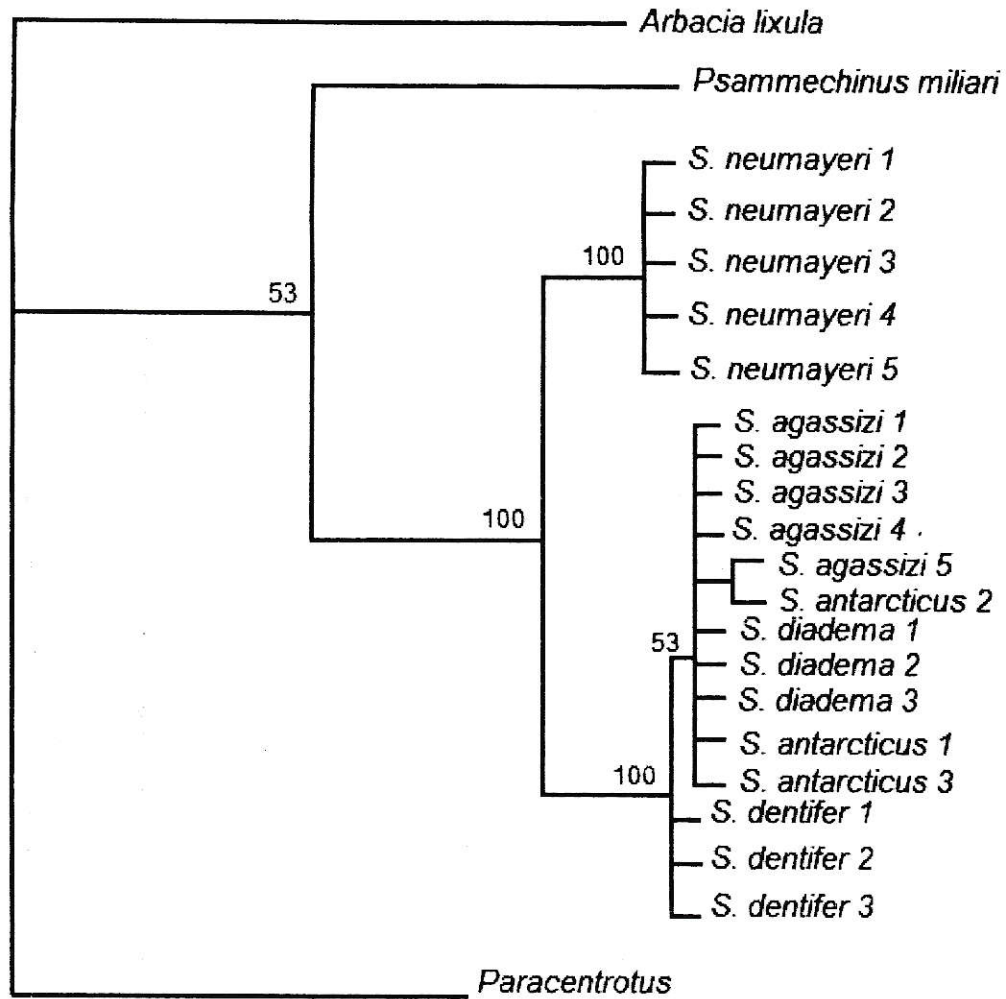 Arbacia lixula
Psammechinus miliari
S. neumayeri 1
S. neumayeri 2
100
S. neumayeri 3
53
S. neumayeri 4
S. neumayeri 5
S. agassizi 1
S. agassizi 2
S. agassizi 3
100
S. agassizi 4
S. agassizi 5
S. antarcticus 2
S. diadema 1
53
S. diadema 2
S. diadema 3
S. antarcticus 1
100
S. antarcticus 3
S. dentifer 1
S. dentifer 2
S. dentifer 3
Paracentrotus